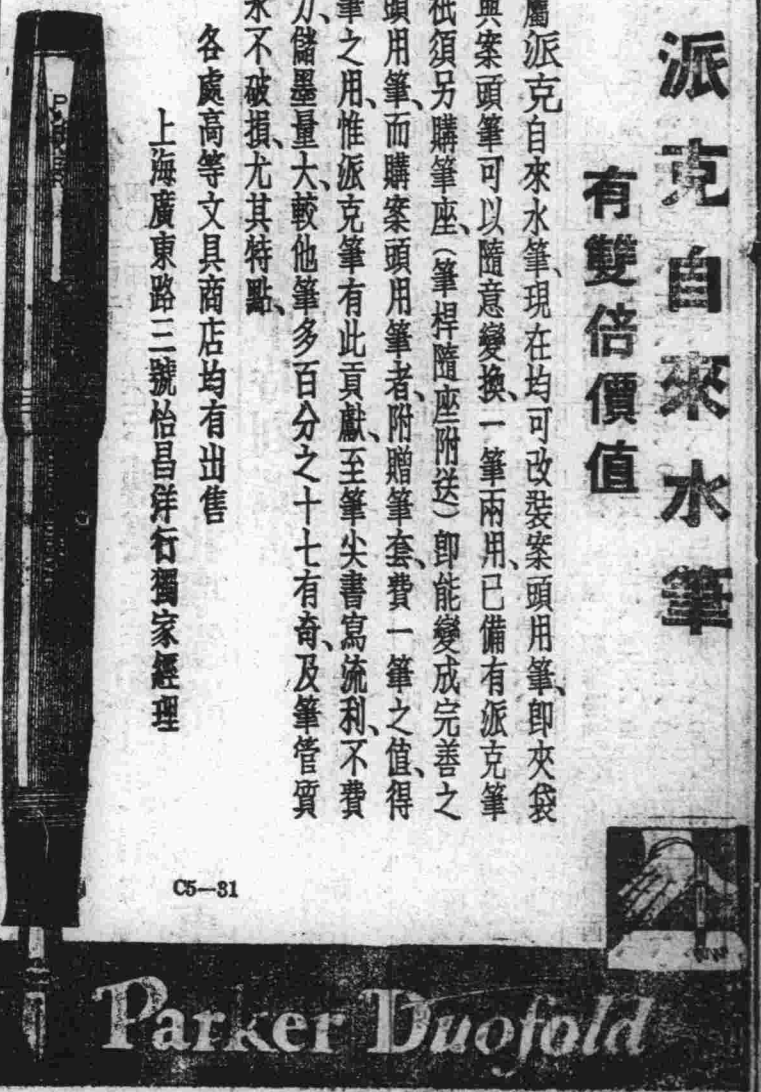 派克自來水筆
有雙倍價值
屬派克自來水筆、現在均可改裝案頭用筆、即夾袋
與案頭筆可以隨意變換、一筆兩用、已備有派克筆
祇須另購筆座、(筆桿隨座附送)卽能變成完善之
頭用筆、而購案頭用筆者、附贈筆套、費一筆之值、得
筆之用、惟派克筆有此貢獻、至筆尖書寫流利、不費
力、儲墨量大、較他筆多百分之十七有奇、及筆管質
永不破損、尤其特點、
各處高等文具商店均有出售
上海廣東路三號怡昌洋行獨家經理
PARKER
C5—31
Parker Duofold